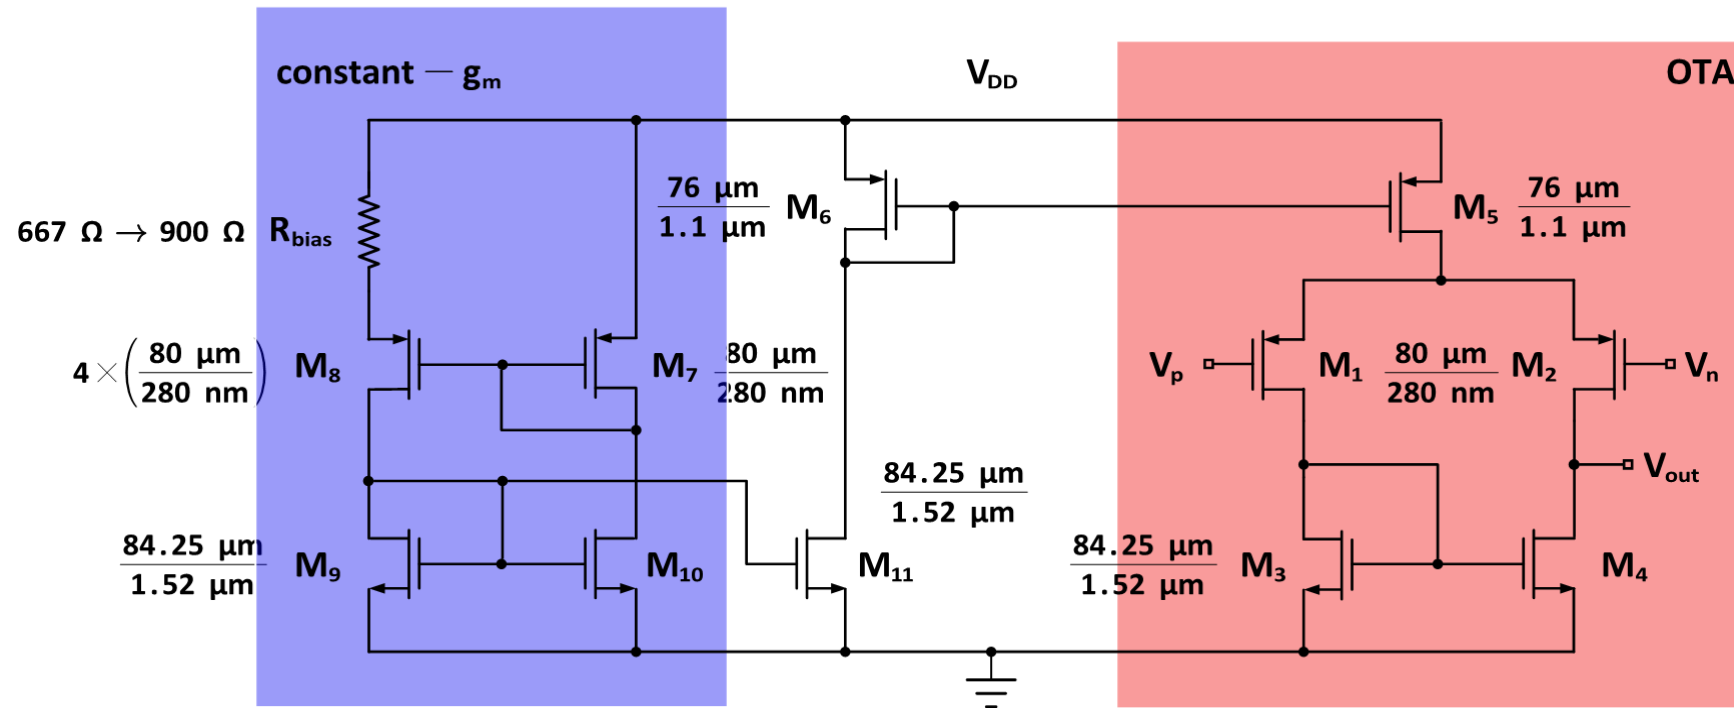 constant − gm
VDD
OTA
76 μm
1.1 μm
M6
M5
76 μm
1.1 μm
667 Ω → 900 Ω
Rbias
4×(80 μm
280 nm)
M8
M7
80 μm
280 nm
Vp
M1
80 μm
280 nm
M2
Vn
84.25 μm
1.52 μm
Vout
84.25 μm
1.52 μm
M9
M10
M11
84.25 μm
1.52 μm
M3
M4